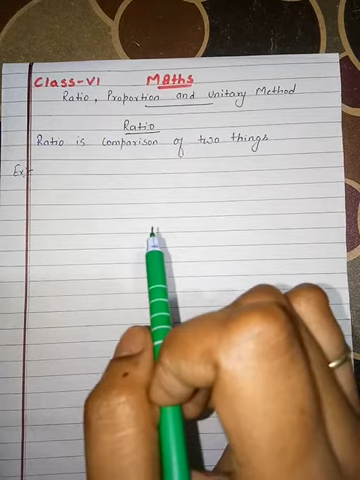 Class-VI Maths
Ratio, Proportion and Unitary Method
Ratio
Ratio is comparison of two things
Ex:-